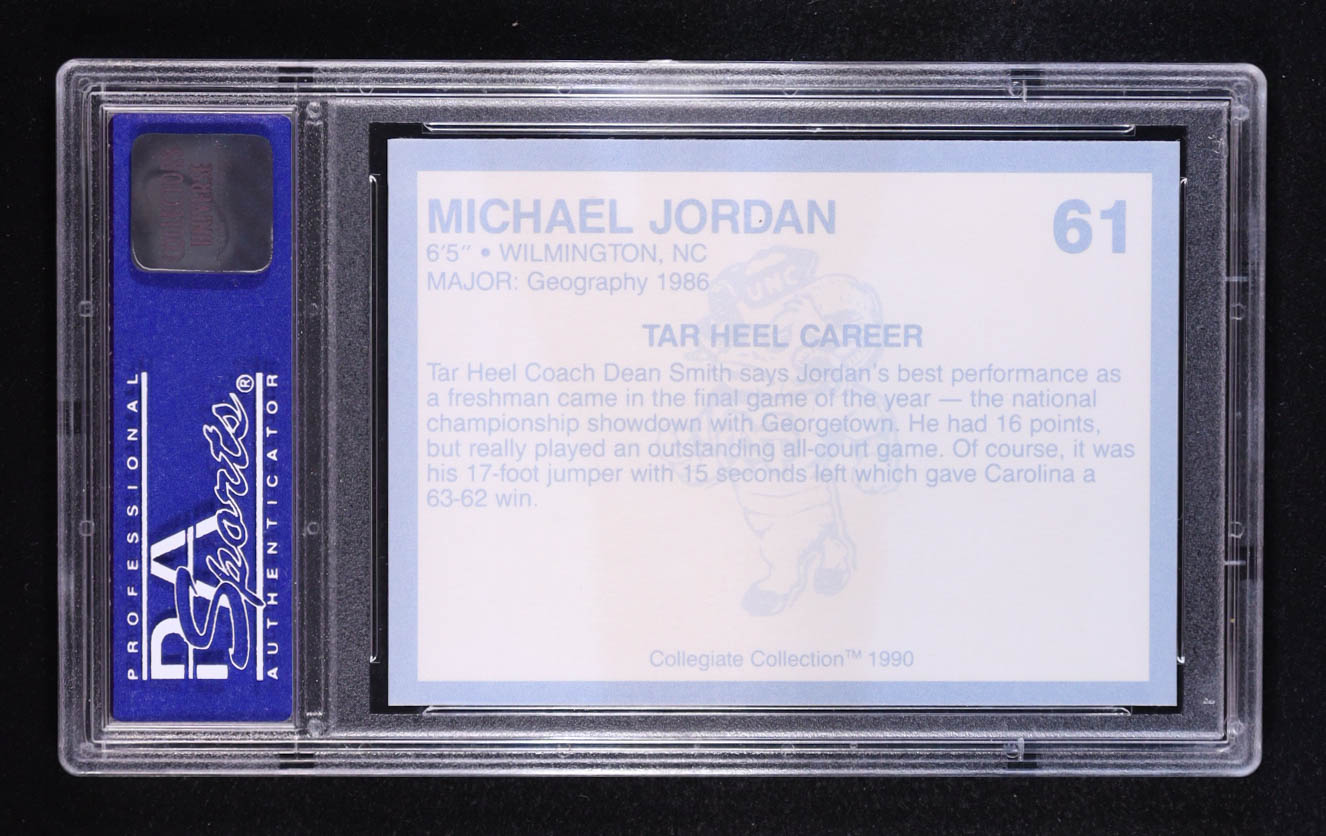 MICHAEL JORDAN
61
6'5" • WILMINGTON, NC
MAJOR: Geography 1986
UNC
TAR HEEL CAREER
Tar Heel Coach Dean Smith says Jordan's best performance as
a freshman came in the final game of the year — the national
championship showdown with Georgetown. He had 16 points,
but really played an outstanding all-court game. Of course, it was
his 17-foot jumper with 15 seconds left which gave Carolina a
63-62 win.
Collegiate Collection™ 1990
PROFESSIONAL
PSA
Sports®
AUTHENTICATOR